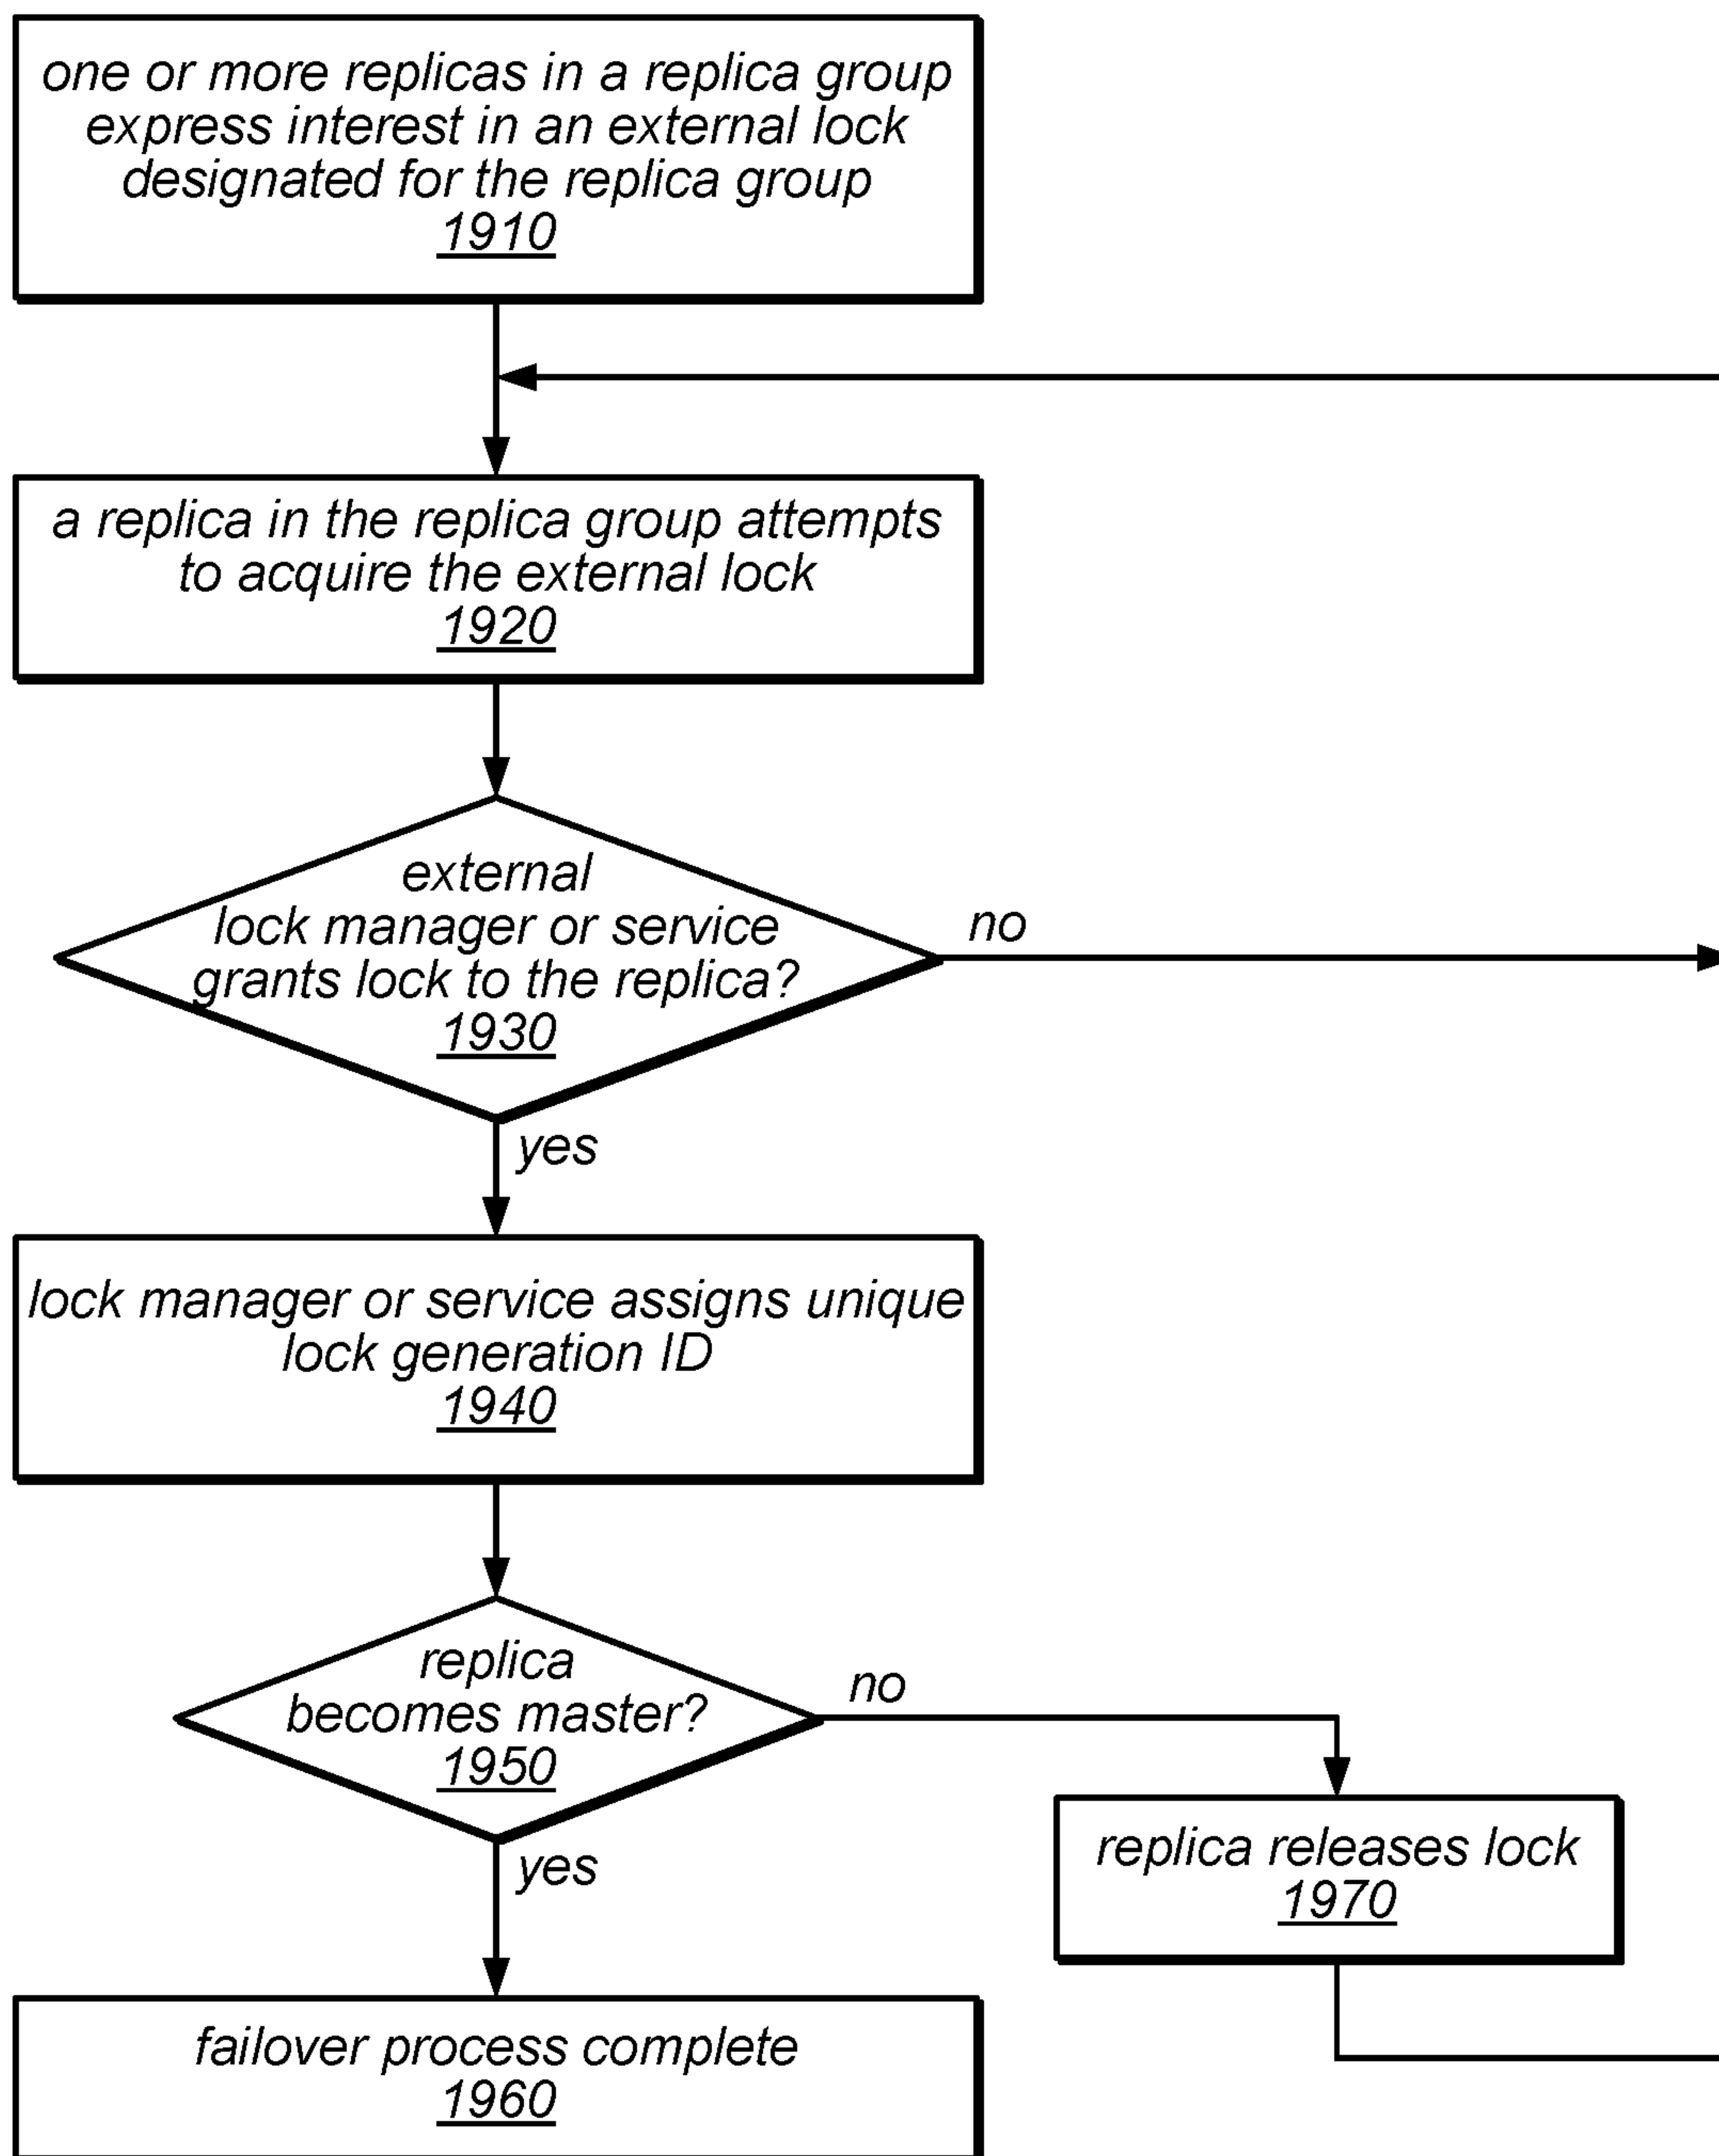 one or more replicas in a replica group
express interest in an external lock
designated for the replica group
1910
a replica in the replica group attempts
to acquire the external lock
1920
external
lock manager or service
grants lock to the replica?
1930
no
yes
lock manager or service assigns unique
lock generation ID
1940
replica
becomes master?
1950
no
yes
replica releases lock
1970
failover process complete
1960